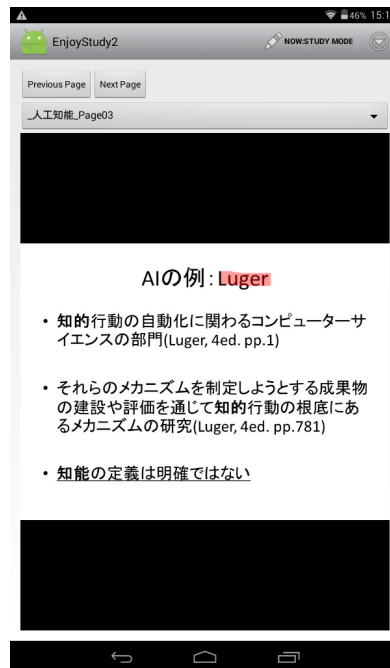 46% 15:1
EnjoyStudy2
NOW:STUDY MODE
Previous Page
Next Page
_人工知能_Page03
AIの例：Luger
• 知的行動の自動化に関わるコンピューターサ
イエンスの部門(Luger, 4ed. pp.1)
• それらのメカニズムを制定しようとする成果物
の建設や評価を通じて知的行動の根底にあ
るメカニズムの研究(Luger, 4ed. pp.781)
• 知能の定義は明確ではない